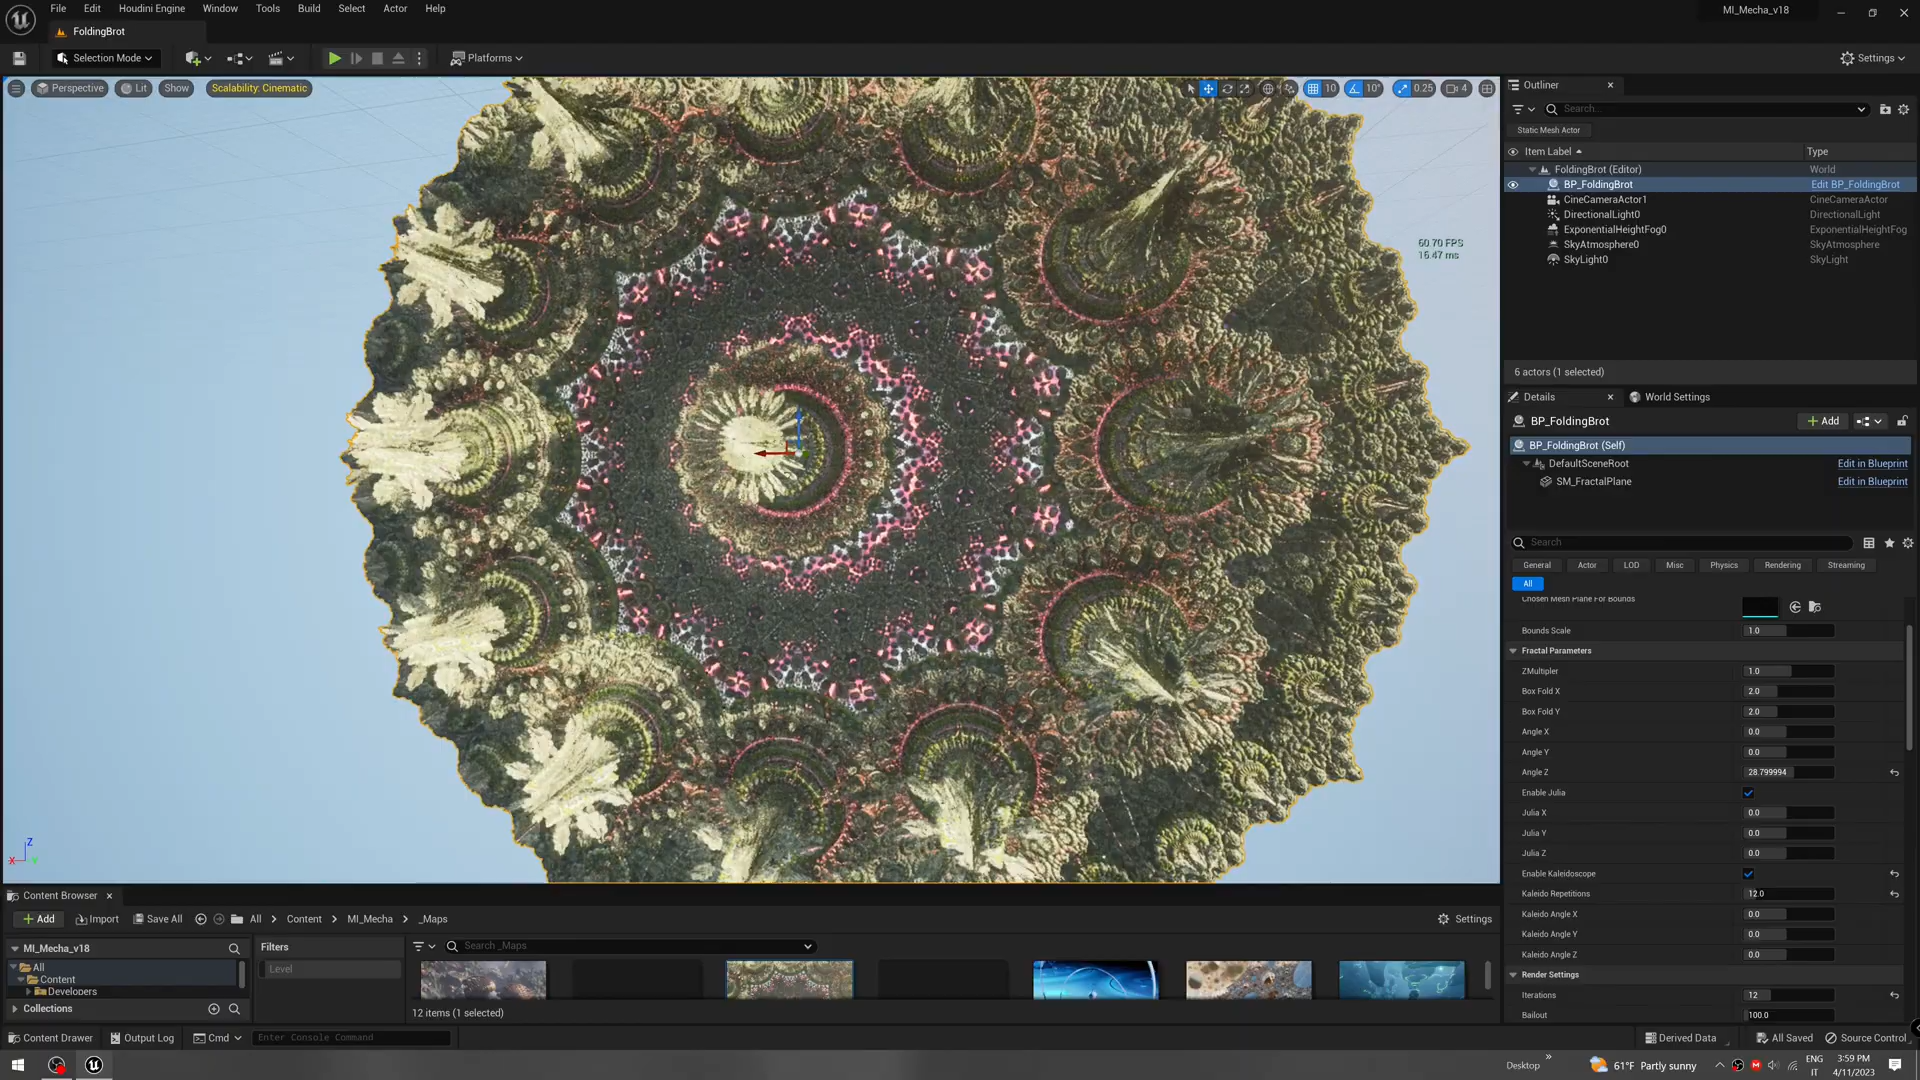 File Edit Houdini Engine Window Tools Build Select Actor Help
MI_Mecha_v18
FoldingBrot
Selection Mode
Platforms
Settings
Perspective
Lit
Show
Scalability: Cinematic
10
10°
0.25
4
60.70 FPS
16.47 ms
Outliner
Search...
Static Mesh Actor
Item Label Type
FoldingBrot (Editor) World
BP_FoldingBrot Edit BP_FoldingBrot
CineCameraActor1 CineCameraActor
DirectionalLight0 DirectionalLight
ExponentialHeightFog0 ExponentialHeightFog
SkyAtmosphere0 SkyAtmosphere
SkyLight0 SkyLight
6 actors (1 selected)
Details World Settings
BP_FoldingBrot
Add
BP_FoldingBrot (Self)
DefaultSceneRoot Edit in Blueprint
SM_FractalPlane Edit in Blueprint
Search
General Actor LOD Misc Physics Rendering Streaming
All
Chosen Mesh Plane For Bounds
Bounds Scale 1.0
Fractal Parameters
ZMultipler 1.0
Box Fold X 2.0
Box Fold Y 2.0
Angle X 0.0
Angle Y 0.0
Angle Z 28.799994
Enable Julia
Julia X 0.0
Julia Y 0.0
Julia Z 0.0
Enable Kaleidoscope
Kaleido Repetitions 12.0
Kaleido Angle X 0.0
Kaleido Angle Y 0.0
Kaleido Angle Z 0.0
Render Settings
Iterations 12
Bailout 100.0
Z
X
Y
Content Browser
Add Import Save All All > Content > MI_Mecha > _Maps
Settings
MI_Mecha_v18
All
Content
Developers
Collections
Filters
Level
Search _Maps
12 items (1 selected)
Content Drawer Output Log Cmd Enter Console Command
Derived Data All Saved Source Control
Desktop
»
61°F Partly sunny
ENG
IT
3:59 PM
4/11/2023